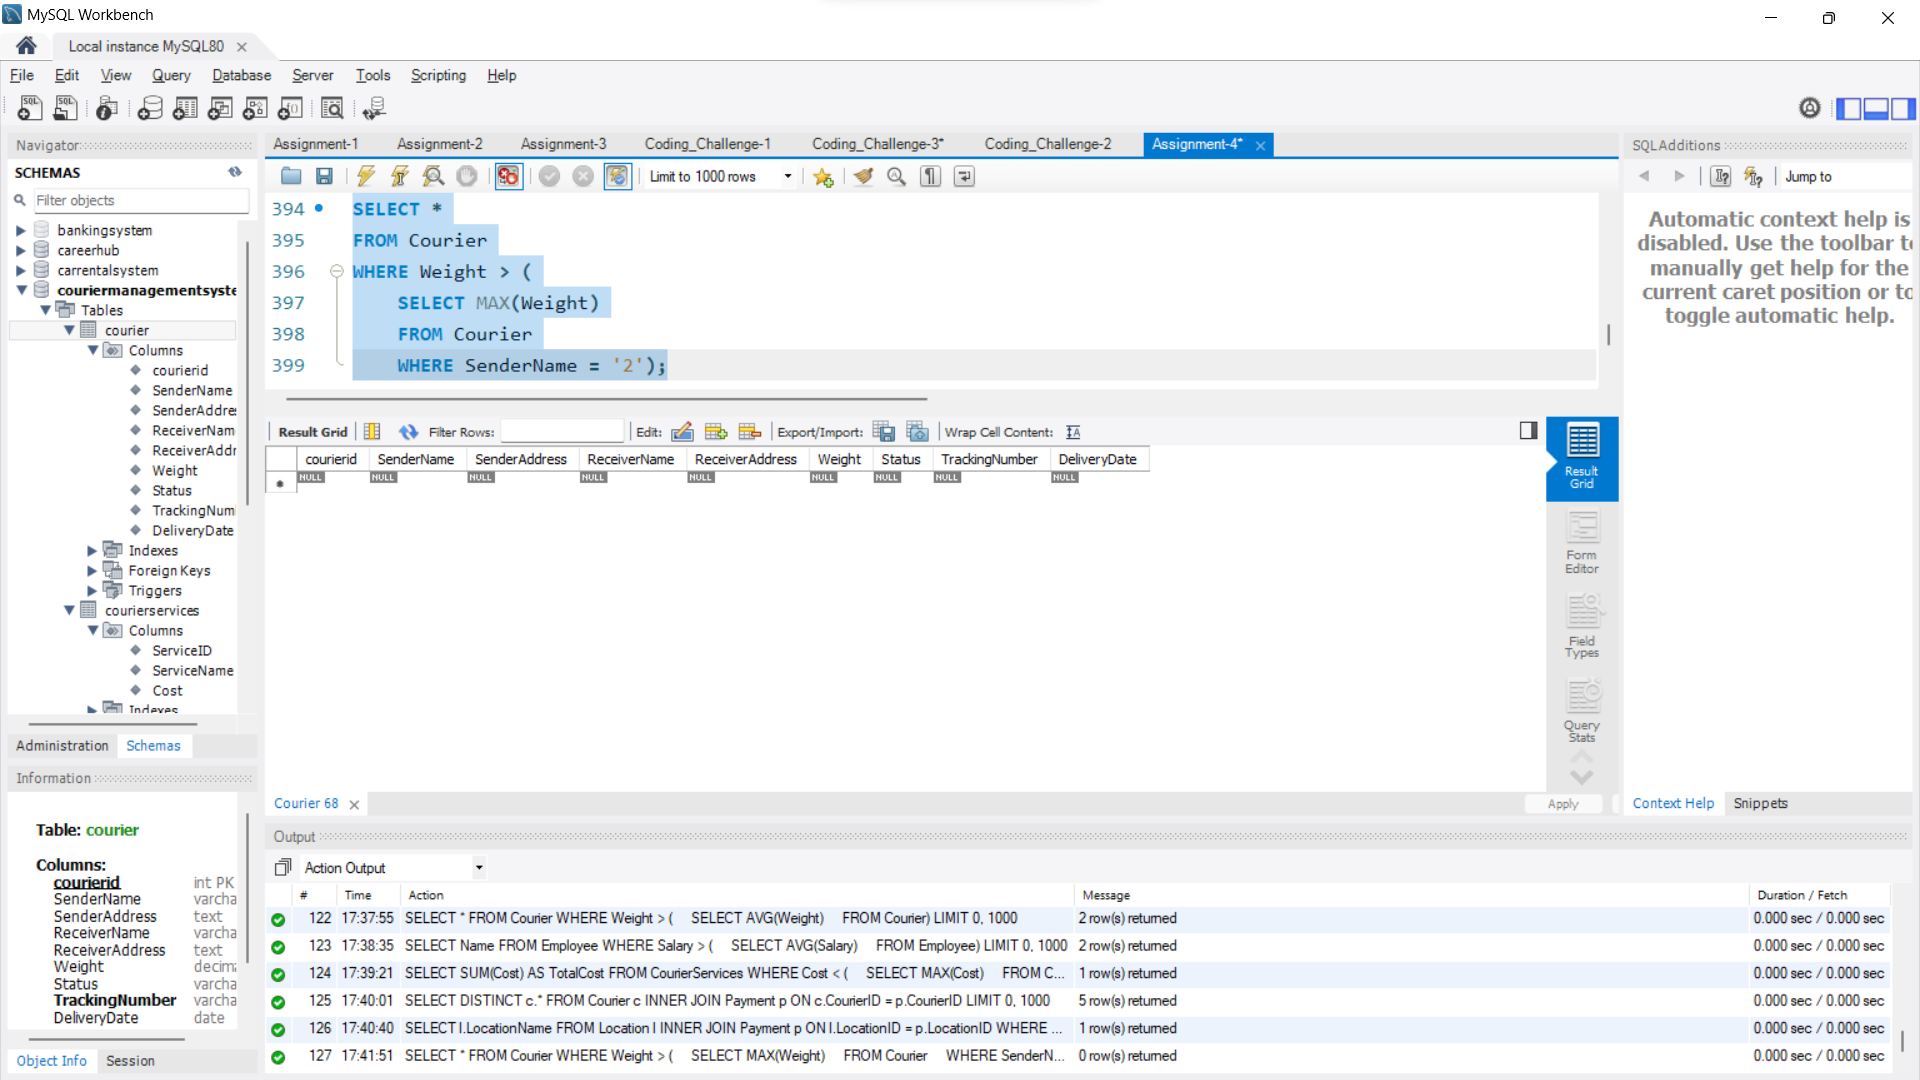 MySQL Workbench
Local instance MySQL80
File Edit View Query Database Server Tools Scripting Help
Navigator
SCHEMAS
Filter objects
bankingsystem
careerhub
carrentalsystem
couriermanagementsyste
Tables
courier
Columns
courierid
SenderName
SenderAddres
ReceiverNam
ReceiverAddr
Weight
Status
TrackingNum
DeliveryDate
Indexes
Foreign Keys
Triggers
courierservices
Columns
ServiceID
ServiceName
Cost
Indexes
Administration Schemas
Information
Table: courier
Columns:
courierid int PK
SenderName varcha
SenderAddress text
ReceiverName varcha
ReceiverAddress text
Weight decima
Status varcha
TrackingNumber varcha
DeliveryDate date
Object Info Session
Assignment-1 Assignment-2 Assignment-3 Coding_Challenge-1 Coding_Challenge-3* Coding_Challenge-2 Assignment-4*
Limit to 1000 rows
394 SELECT *
395 FROM Courier
396 WHERE Weight > (
397 SELECT MAX(Weight)
398 FROM Courier
399 WHERE SenderName = '2');
Result Grid Filter Rows: Edit: Export/Import: Wrap Cell Content:
courierid SenderName SenderAddress ReceiverName ReceiverAddress Weight Status TrackingNumber DeliveryDate
NULL NULL NULL NULL NULL NULL NULL NULL NULL
Result Grid
Form Editor
Field Types
Query Stats
Courier 68
Apply
SQLAdditions
Jump to
Automatic context help is
disabled. Use the toolbar to
manually get help for the
current caret position or to
toggle automatic help.
Context Help Snippets
Output
Action Output
# Time Action Message Duration / Fetch
122 17:37:55 SELECT * FROM Courier WHERE Weight > ( SELECT AVG(Weight) FROM Courier) LIMIT 0, 1000 2 row(s) returned 0.000 sec / 0.000 sec
123 17:38:35 SELECT Name FROM Employee WHERE Salary > ( SELECT AVG(Salary) FROM Employee) LIMIT 0, 1000 2 row(s) returned 0.000 sec / 0.000 sec
124 17:39:21 SELECT SUM(Cost) AS TotalCost FROM CourierServices WHERE Cost < ( SELECT MAX(Cost) FROM C... 1 row(s) returned 0.000 sec / 0.000 sec
125 17:40:01 SELECT DISTINCT c.* FROM Courier c INNER JOIN Payment p ON c.CourierID = p.CourierID LIMIT 0, 1000 5 row(s) returned 0.000 sec / 0.000 sec
126 17:40:40 SELECT l.LocationName FROM Location l INNER JOIN Payment p ON l.LocationID = p.LocationID WHERE ... 1 row(s) returned 0.000 sec / 0.000 sec
127 17:41:51 SELECT * FROM Courier WHERE Weight > ( SELECT MAX(Weight) FROM Courier WHERE SenderN... 0 row(s) returned 0.000 sec / 0.000 sec